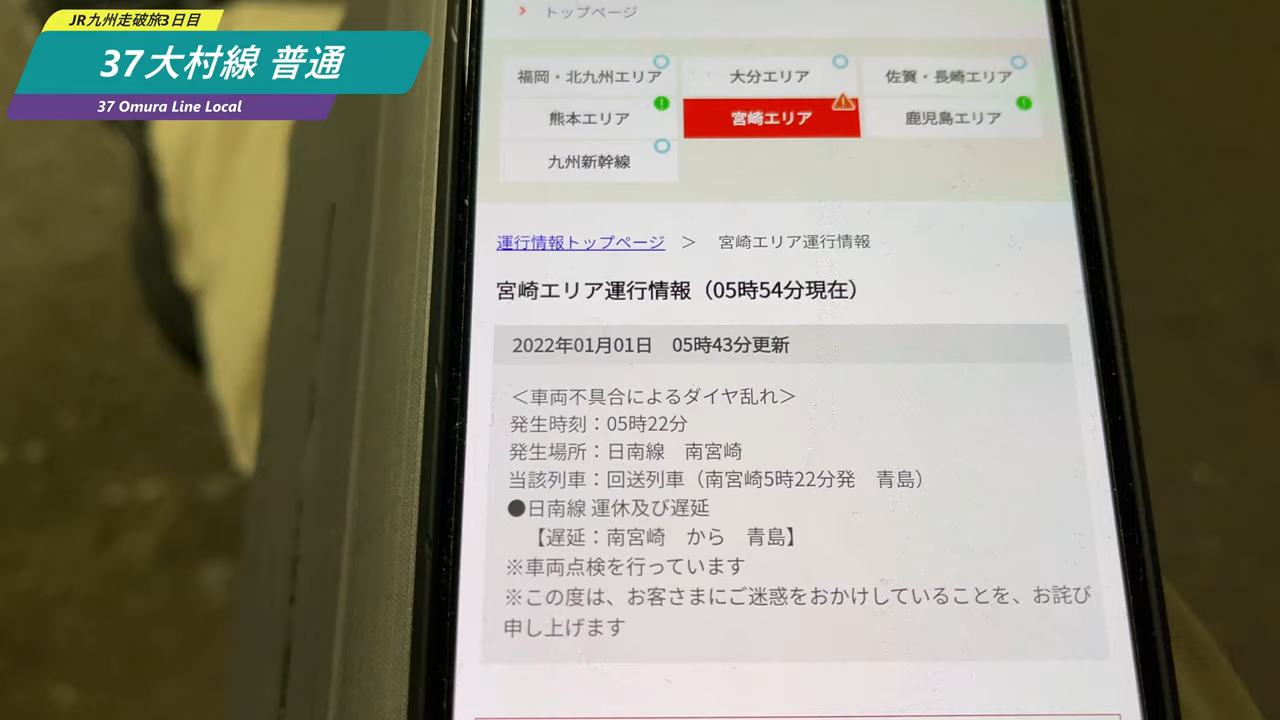 JR九州走破旅3日目
37大村線 普通
37 Omura Line Local
トップページ
福岡・北九州エリア
大分エリア
佐賀・長崎エリア
熊本エリア
宮崎エリア
鹿児島エリア
九州新幹線
運行情報トップページ ＞ 宮崎エリア運行情報
宮崎エリア運行情報（05時54分現在）
2022年01月01日 05時43分更新
＜車両不具合によるダイヤ乱れ＞
発生時刻：05時22分
発生場所：日南線 南宮崎
当該列車：回送列車（南宮崎5時22分発 青島）
●日南線 運休及び遅延
【遅延：南宮崎 から 青島】
※車両点検を行っています
※この度は、お客さまにご迷惑をおかけしていることを、お詫び
申し上げます